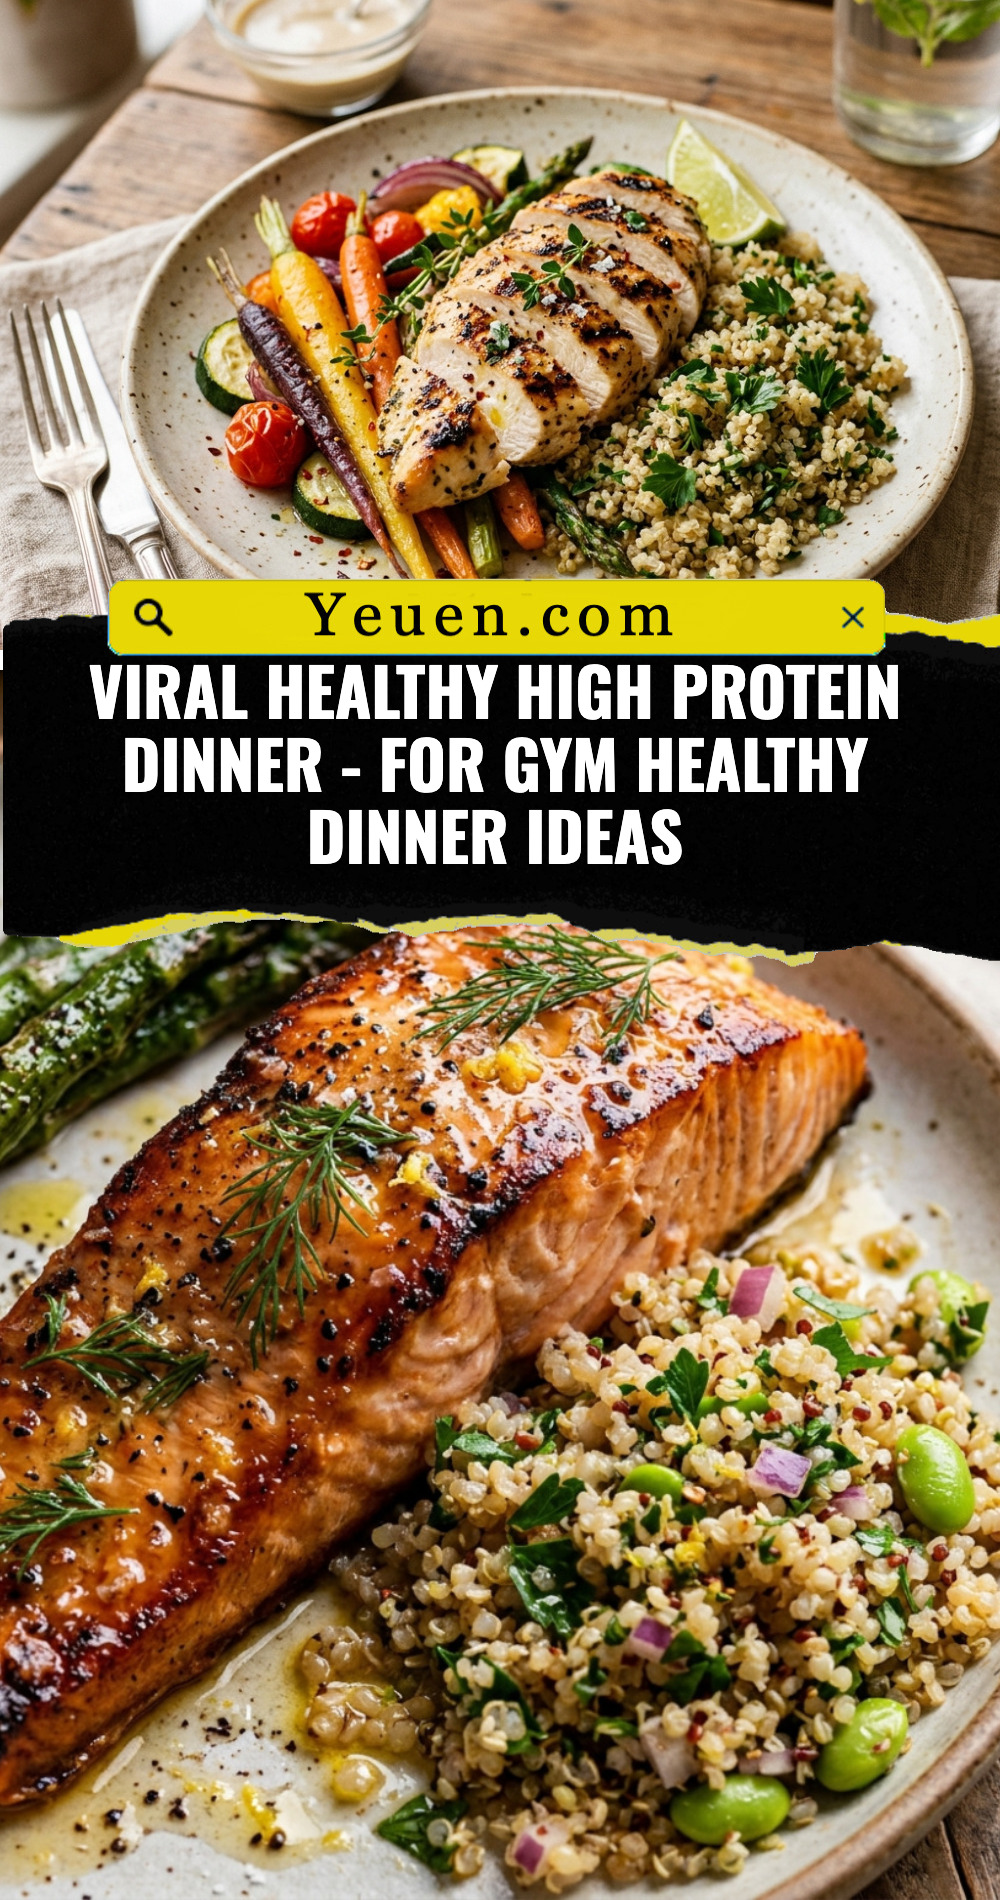 Yeuen.com
VIRAL HEALTHY HIGH PROTEIN
DINNER - FOR GYM HEALTHY
DINNER IDEAS